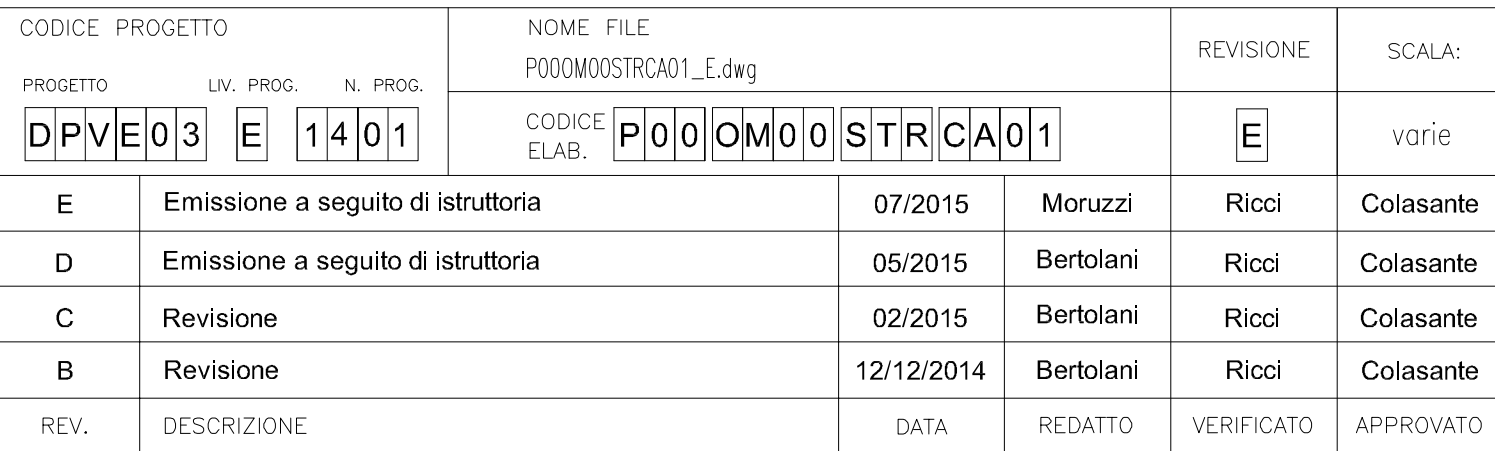 CODICE PROGETTO
PROGETTO LIV. PROG. N. PROG.
DPVE03 E 1401
NOME FILE
P00OM00STRCA01_E.dwg
CODICE ELAB. P00OM00STRCA01
REVISIONE
E
SCALA:
varie
E Emissione a seguito di istruttoria 07/2015 Moruzzi Ricci Colasante
D Emissione a seguito di istruttoria 05/2015 Bertolani Ricci Colasante
C Revisione 02/2015 Bertolani Ricci Colasante
B Revisione 12/12/2014 Bertolani Ricci Colasante
REV. DESCRIZIONE DATA REDATTO VERIFICATO APPROVATO